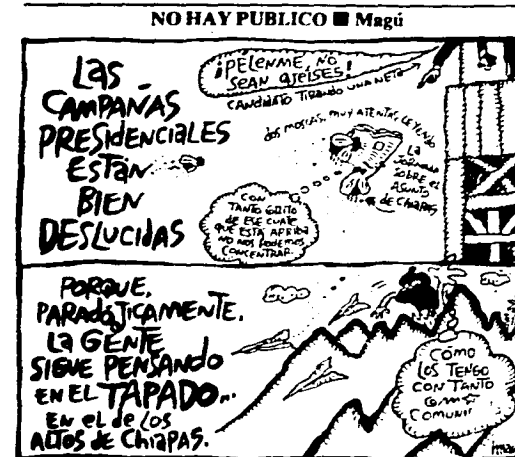 NO HAY PUBLICO ■ Magú
Las
CAMPAÑAS
PRESIDENCIALES
ESTÁN
BIEN
DESLUCIdAS
¡PÉLENME, NO
SEAN
CANDIDATO TIRANDO UNA NETA
dos moscas, muy atentas, leyendo
LA
JORNADA
SOBRE EL
ASUNTO
de CHIAPAS
CON
TANTO GRITO
DE ESE CUATE
QUE ESTÁ ARRIBA
NO NOS PODEMOS
CONCENTRAR
PORQUE,
PARAdóJICAMENTE,
LA GENTE
SIGUE PENSANdo
EN EL TAPADO...
EN el de los
ALTOS de ChiAPAS.
CÓMO
LOS TENGO
CON TANTO
COMUNI